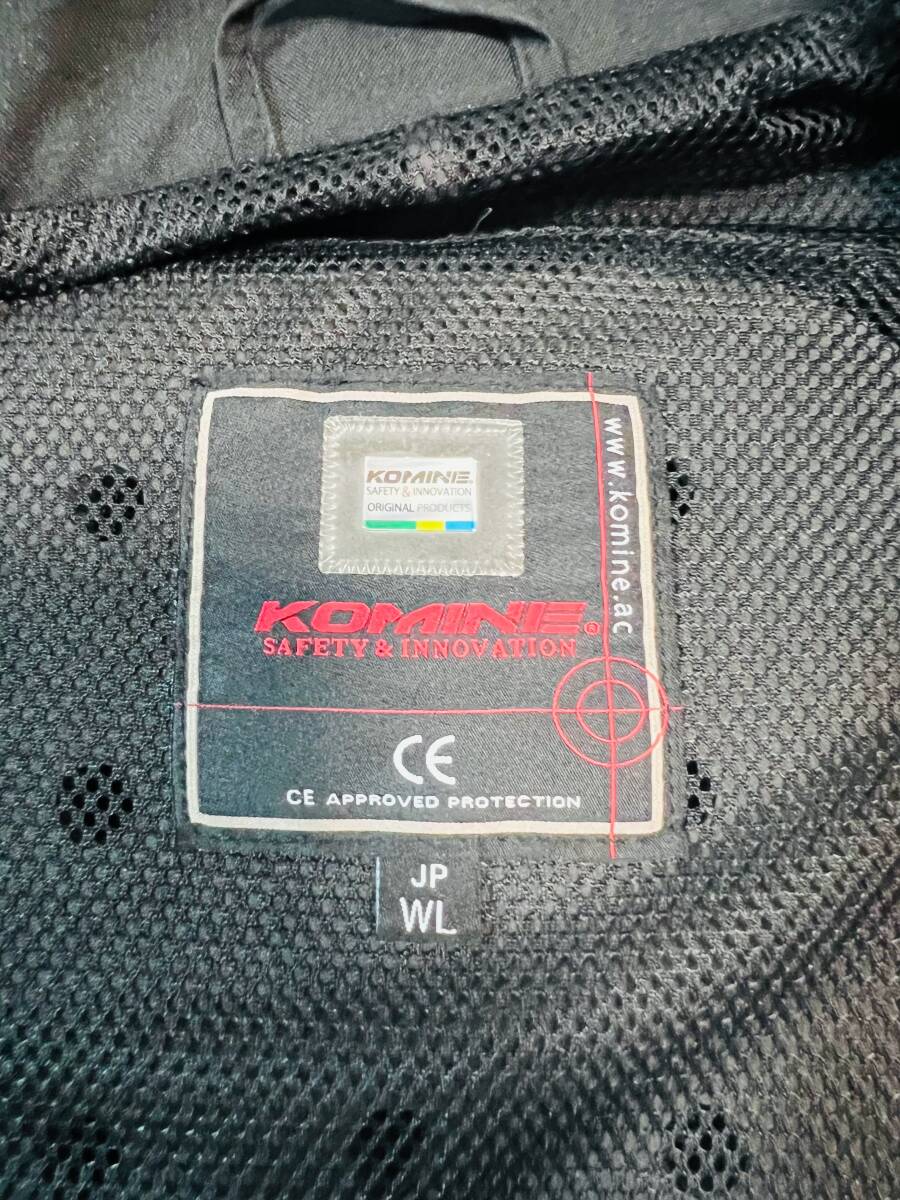 KOMINE
SAFETY & INNOVATION
ORIGINAL PRODUCTS
www.komine.ac
KOMINE®
SAFETY & INNOVATION
CE
CE APPROVED PROTECTION
JP
WL